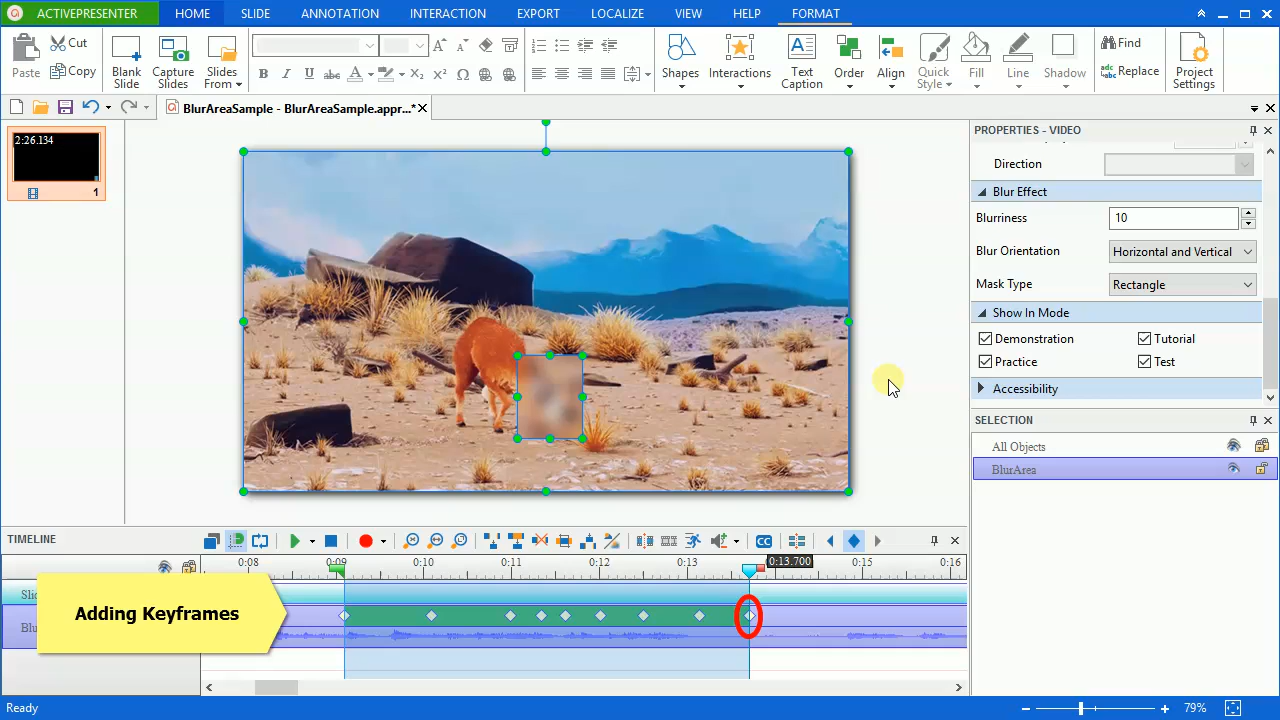 ACTIVEPRESENTER HOME SLIDE ANNOTATION INTERACTION EXPORT LOCALIZE VIEW HELP FORMAT
Cut
Copy
Paste
Blank Slide
Capture Slides
Slides From
Shapes
Interactions
Text Caption
Order
Align
Quick Style
Fill
Line
Shadow
Find
Replace
Project Settings
BlurAreaSample - BlurAreaSample.appr...*
2:26.134
1
PROPERTIES - VIDEO
Direction
Blur Effect
Blurriness 10
Blur Orientation Horizontal and Vertical
Mask Type Rectangle
Show In Mode
Demonstration Tutorial
Practice Test
Accessibility
SELECTION
All Objects
BlurArea
TIMELINE
CC
0:08 0:09 0:10 0:11 0:12 0:13 0:13.700 0:15 0:16
Adding Keyframes
Ready
79%